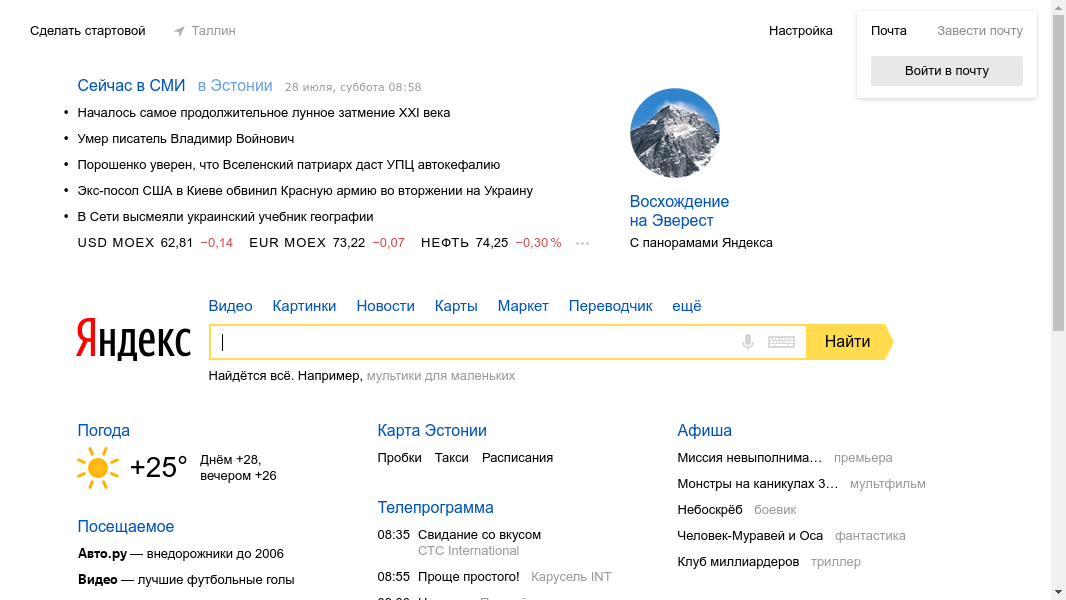 Сделать стартовой Таллин Настройка Почта Завести почту
Войти в почту
Сейчас в СМИ в Эстонии 28 июля, суббота 08:58
• Началось самое продолжительное лунное затмение XXI века
• Умер писатель Владимир Войнович
• Порошенко уверен, что Вселенский патриарх даст УПЦ автокефалию
• Экс-посол США в Киеве обвинил Красную армию во вторжении на Украину
• В Сети высмеяли украинский учебник географии
USD MOEX 62,81 −0,14 EUR MOEX 73,22 −0,07 НЕФТЬ 74,25 −0,30 %
Восхождение
на Эверест
С панорамами Яндекса
Видео Картинки Новости Карты Маркет Переводчик ещё
Яндекс
Найти
Найдётся всё. Например, мультики для маленьких
Погода
+25° Днём +28,
вечером +26
Посещаемое
Авто.ру — внедорожники до 2006
Видео — лучшие футбольные голы
Карта Эстонии
Пробки Такси Расписания
Телепрограмма
08:35 Свидание со вкусом
СТС International
08:55 Проще простого! Карусель INT
Афиша
Миссия невыполнима… премьера
Монстры на каникулах 3… мультфильм
Небоскрёб боевик
Человек-Муравей и Оса фантастика
Клуб миллиардеров триллер